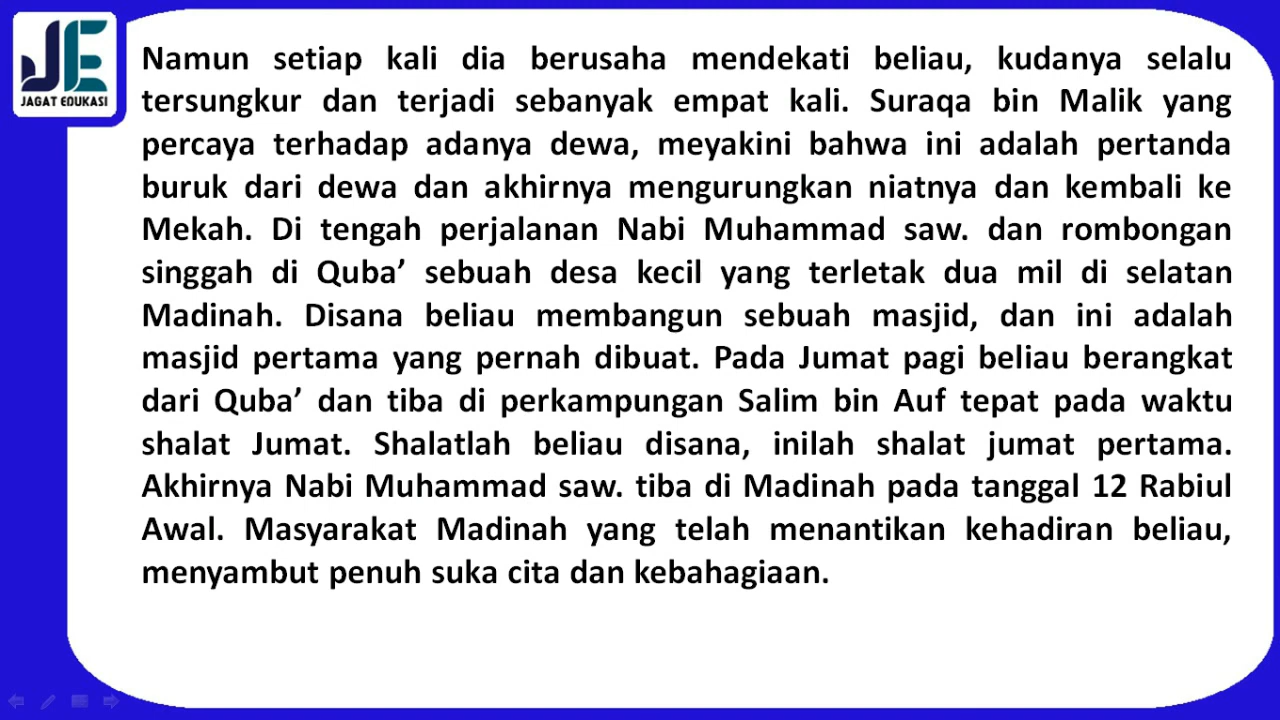 JE
JAGAT EDUKASI
Namun setiap kali dia berusaha mendekati beliau, kudanya selalu
tersungkur dan terjadi sebanyak empat kali. Suraqa bin Malik yang
percaya terhadap adanya dewa, meyakini bahwa ini adalah pertanda
buruk dari dewa dan akhirnya mengurungkan niatnya dan kembali ke
Mekah. Di tengah perjalanan Nabi Muhammad saw. dan rombongan
singgah di Quba’ sebuah desa kecil yang terletak dua mil di selatan
Madinah. Disana beliau membangun sebuah masjid, dan ini adalah
masjid pertama yang pernah dibuat. Pada Jumat pagi beliau berangkat
dari Quba’ dan tiba di perkampungan Salim bin Auf tepat pada waktu
shalat Jumat. Shalatlah beliau disana, inilah shalat jumat pertama.
Akhirnya Nabi Muhammad saw. tiba di Madinah pada tanggal 12 Rabiul
Awal. Masyarakat Madinah yang telah menantikan kehadiran beliau,
menyambut penuh suka cita dan kebahagiaan.